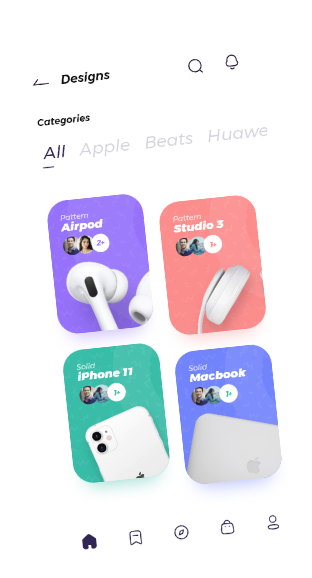 Designs
Categories
All Apple Beats Huawe
Pattern
Airpod
2+
Pattern
Studio 3
1+
Solid
iPhone 11
1+
Solid
Macbook
1+